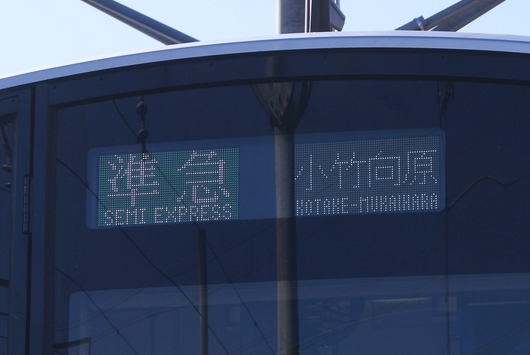 準急 小竹向原
SEMI EXPRESS KOTAKE-MUKAIHARA